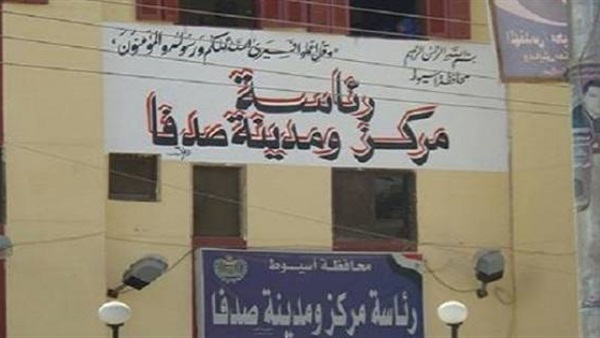 بسم الله الرحمن الرحيم
وقل اعملوا فسيرى الله عملكم ورسوله والمؤمنون
محافظة أسيوط
رئاسة
مركز ومدينة صدفا
محافظة أسيوط
رئاسة مركز ومدينة صدفا